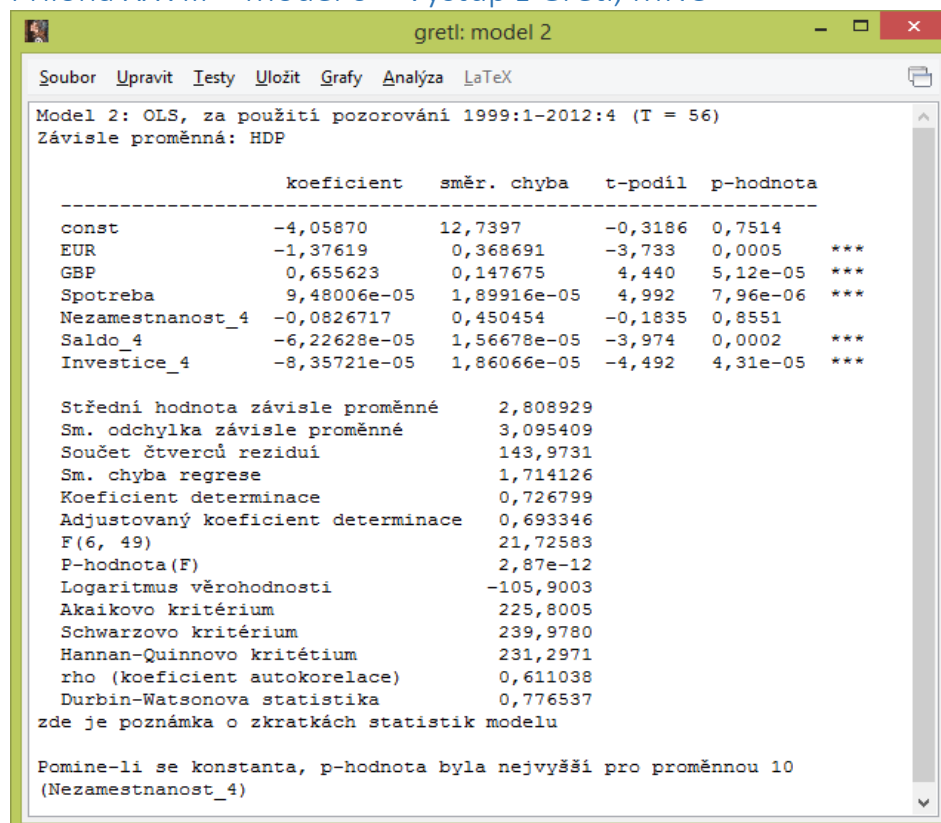 gretl: model 2
Soubor Upravit Testy Uložit Grafy Analýza LaTeX
Model 2: OLS, za použití pozorování 1999:1-2012:4 (T = 56)
Závisle proměnná: HDP
koeficient směr. chyba t-podíl p-hodnota
---------------------------------------------------------------
const -4,05870 12,7397 -0,3186 0,7514
EUR -1,37619 0,368691 -3,733 0,0005 ***
GBP 0,655623 0,147675 4,440 5,12e-05 ***
Spotreba 9,48006e-05 1,89916e-05 4,992 7,96e-06 ***
Nezamestnanost_4 -0,0826717 0,450454 -0,1835 0,8551
Saldo_4 -6,22628e-05 1,56678e-05 -3,974 0,0002 ***
Investice_4 -8,35721e-05 1,86066e-05 -4,492 4,31e-05 ***
Střední hodnota závisle proměnné 2,808929
Sm. odchylka závisle proměnné 3,095409
Součet čtverců reziduí 143,9731
Sm. chyba regrese 1,714126
Koeficient determinace 0,726799
Adjustovaný koeficient determinace 0,693346
F(6, 49) 21,72583
P-hodnota(F) 2,87e-12
Logaritmus věrohodnosti -105,9003
Akaikovo kritérium 225,8005
Schwarzovo kritérium 239,9780
Hannan-Quinnovo kritétium 231,2971
rho (koeficient autokorelace) 0,611038
Durbin-Watsonova statistika 0,776537
zde je poznámka o zkratkách statistik modelu
Pomine-li se konstanta, p-hodnota byla nejvyšší pro proměnnou 10
(Nezamestnanost_4)